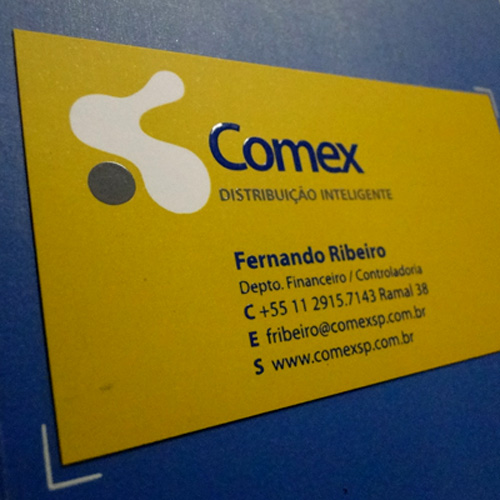 Comex
DISTRIBUIÇÃO INTELIGENTE
Fernando Ribeiro
Depto. Financeiro / Controladoria
C +55 11 2915.7143 Ramal 38
E fribeiro@comexsp.com.br
S www.comexsp.com.br